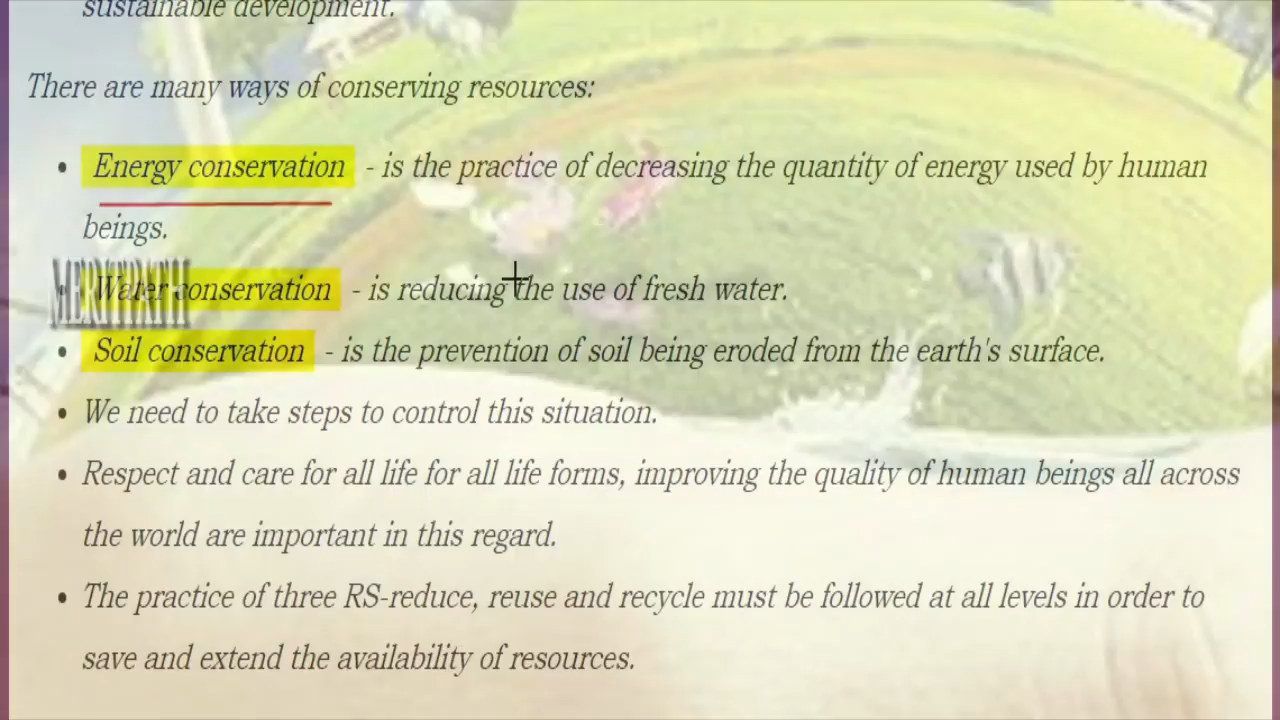 sustainable development.
There are many ways of conserving resources:
• Energy conservation - is the practice of decreasing the quantity of energy used by human
beings.
Water conservation - is reducing the use of fresh water.
MERITPATH
• Soil conservation - is the prevention of soil being eroded from the earth's surface.
• We need to take steps to control this situation.
• Respect and care for all life for all life forms, improving the quality of human beings all across
the world are important in this regard.
• The practice of three RS-reduce, reuse and recycle must be followed at all levels in order to
save and extend the availability of resources.